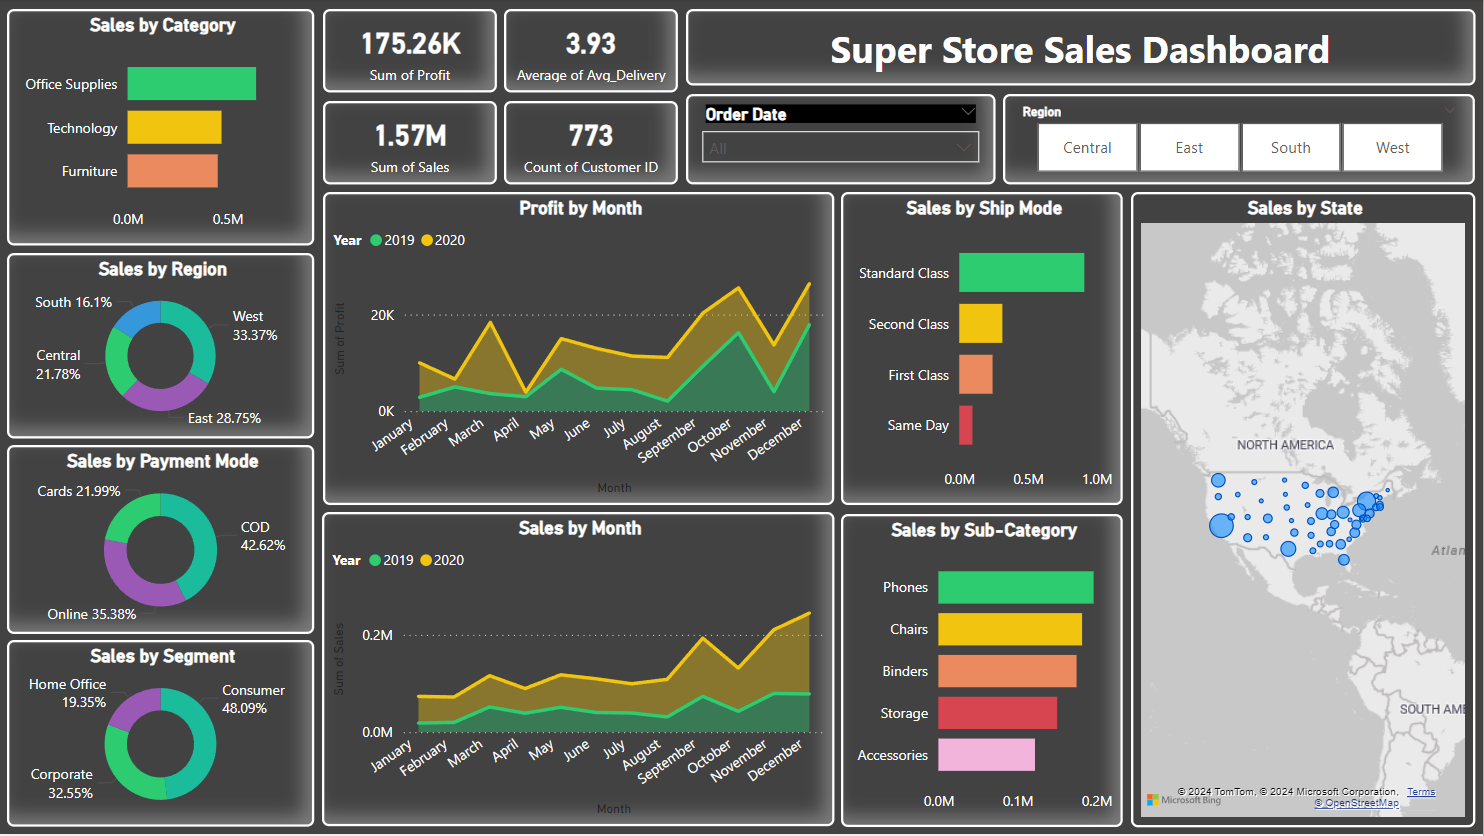 Sales by Category
Office Supplies
Technology
Furniture
0.0M 0.5M
175.26K
Sum of Profit
3.93
Average of Avg_Delivery
1.57M
Sum of Sales
773
Count of Customer ID
Super Store Sales Dashboard
Order Date
All
Region
Central East South West
Sales by Region
South 16.1%
West
33.37%
Central
21.78%
East 28.75%
Sales by Payment Mode
Cards 21.99%
COD
42.62%
Online 35.38%
Sales by Segment
Home Office
19.35%
Consumer
48.09%
Corporate
32.55%
Profit by Month
Year 2019 2020
Sum of Profit
20K
0K
January February March April May June July August September October November December
Month
Sales by Month
Year 2019 2020
Sum of Sales
0.2M
0.0M
January February March April May June July August September October November December
Month
Sales by Ship Mode
Standard Class
Second Class
First Class
Same Day
0.0M 0.5M 1.0M
Sales by Sub-Category
Phones
Chairs
Binders
Storage
Accessories
0.0M 0.1M 0.2M
Sales by State
NORTH AMERICA
Atlan
SOUTH AME
Microsoft Bing
© 2024 TomTom, © 2024 Microsoft Corporation, Terms
© OpenStreetMap